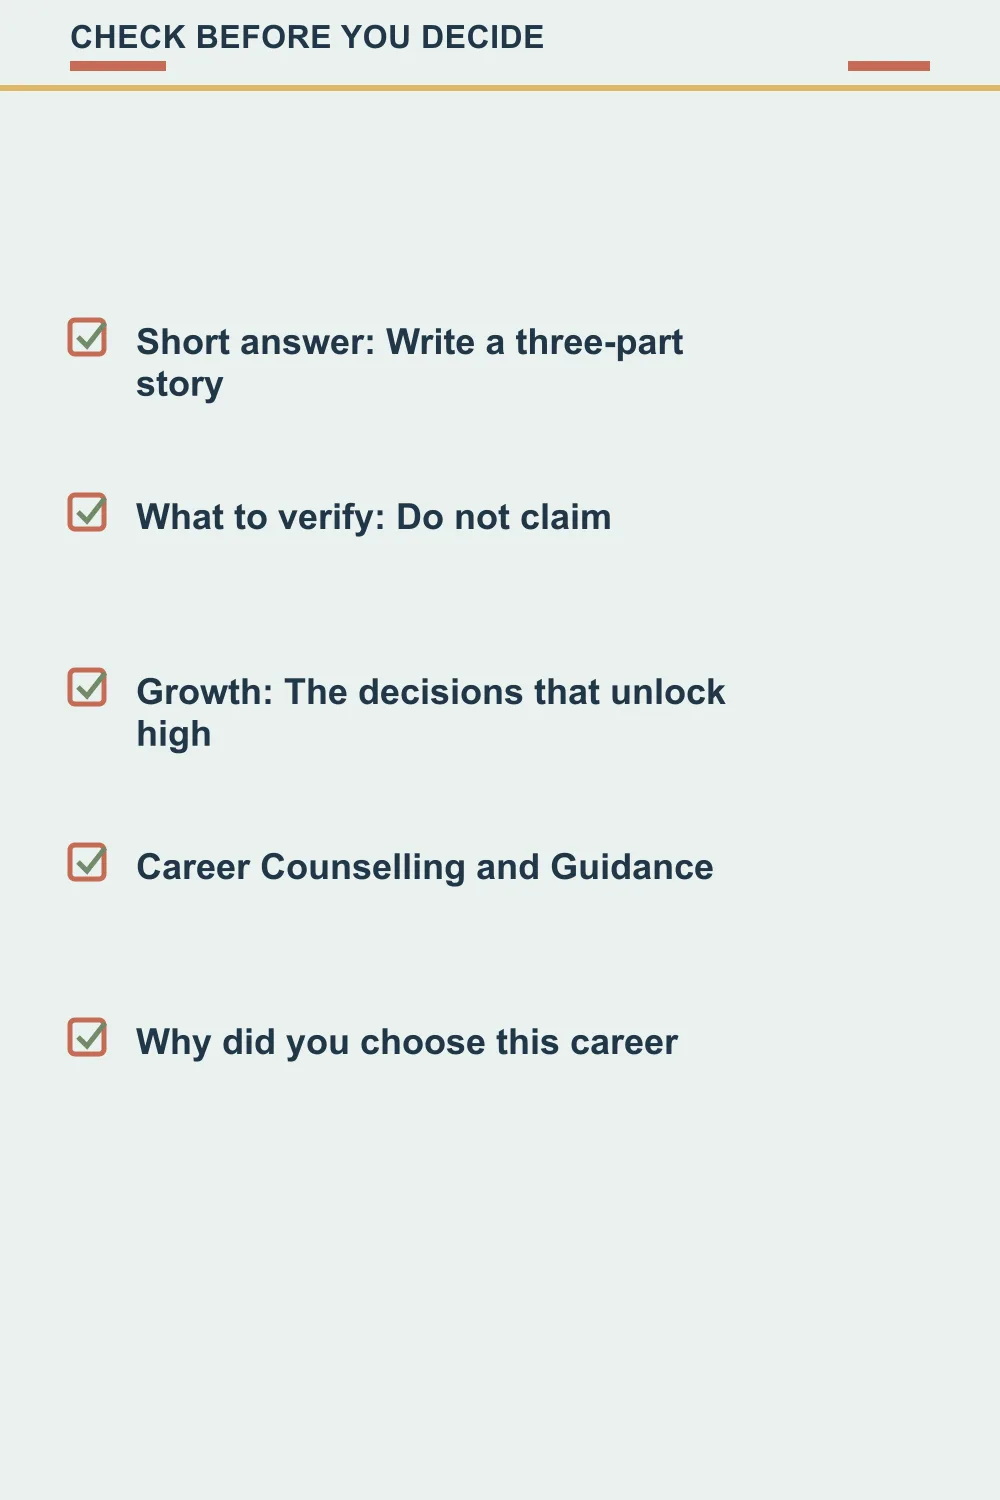 CHECK BEFORE YOU DECIDE
Short answer: Write a three-part
story
What to verify: Do not claim
Growth: The decisions that unlock
high
Career Counselling and Guidance
Why did you choose this career